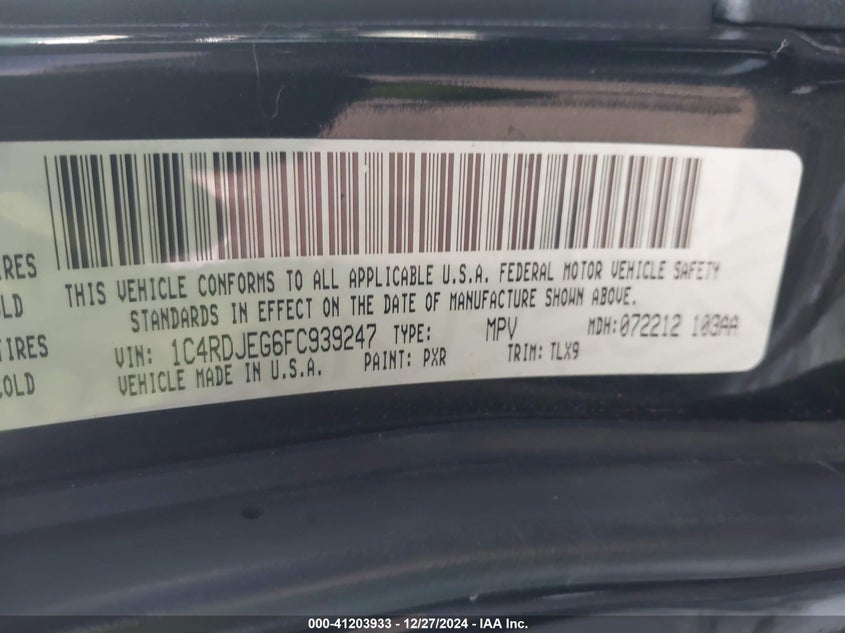 IRES
OLD
TIRES
COLD
THIS VEHICLE CONFORMS TO ALL APPLICABLE U.S.A. FEDERAL MOTOR VEHICLE SAFETY
STANDARDS IN EFFECT ON THE DATE OF MANUFACTURE SHOWN ABOVE.
VIN: 1C4RDJEG6FC939247 TYPE: MPV MDH:072212 103AA
VEHICLE MADE IN U.S.A. PAINT: PXR TRIM: TLX9
000-41203933 – 12/27/2024 – IAA Inc.